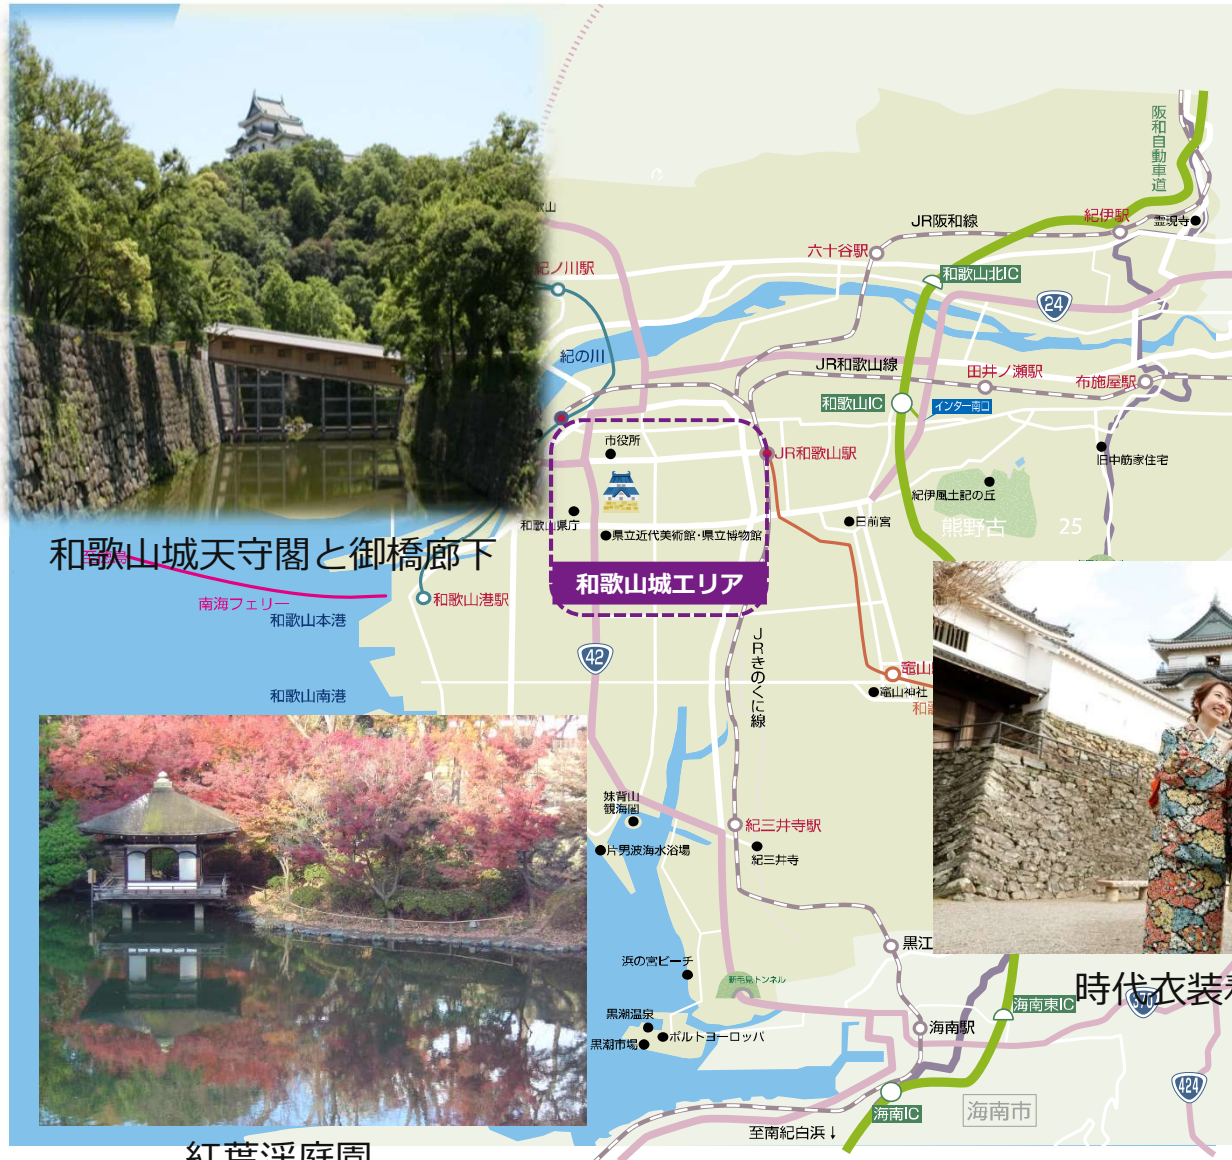 阪和自動車道
歌山
JR阪和線
紀伊駅
霊現寺
六十谷駅
紀ノ川駅
和歌山北IC
24
紀の川
JR和歌山線
田井ノ瀬駅
布施屋駅
和歌山IC
インター南口
市役所
JR和歌山駅
旧中筋家住宅
紀伊風土記の丘
和歌山県庁
日前宮
熊野古
25
県立近代美術館・県立博物館
和歌山城天守閣と御橋廊下
和歌山城エリア
南海フェリー
和歌山港駅
和歌山本港
JRきのくに線
42
竈山
竈山神社
和歌山南港
妹背山
観海閣
紀三井寺駅
片男波海水浴場
紀三井寺
黒江
浜の宮ビーチ
新毛見トンネル
時代衣装
海南東IC
黒潮温泉
海南駅
ポルトヨーロッパ
黒潮市場
424
海南IC
海南市
至南紀白浜↓
紅葉渓庭園